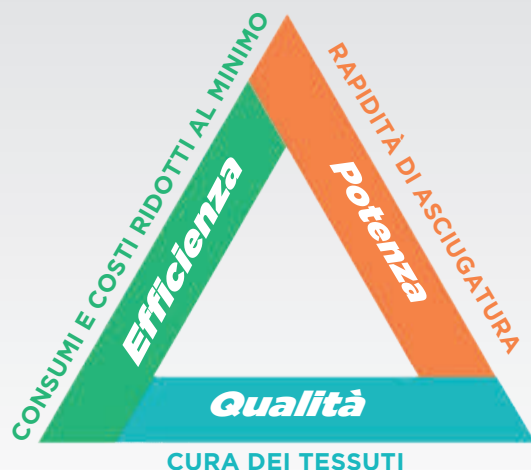 CONSUMI E COSTI RIDOTTI AL MINIMO
Efficienza
RAPIDITÀ DI ASCIUGATURA
Potenza
Qualità
CURA DEI TESSUTI